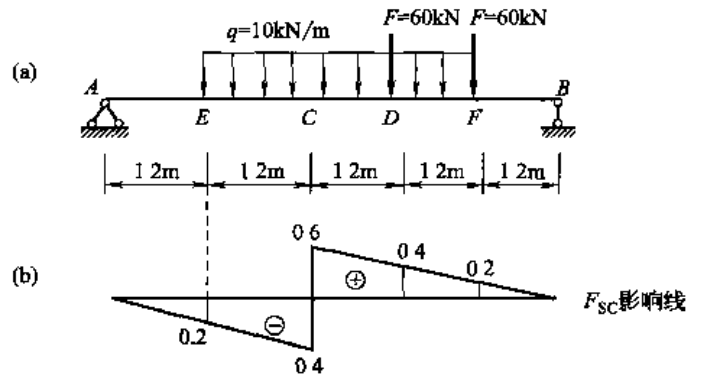 F=60kN F=60kN
q=10kN/m
(a)
A B
E C D F
1 2m 1 2m 1 2m 1 2m 1 2m
0 6
0 4
0 2
(b)
⊕
F_SC影响线
0.2
⊖
0 4